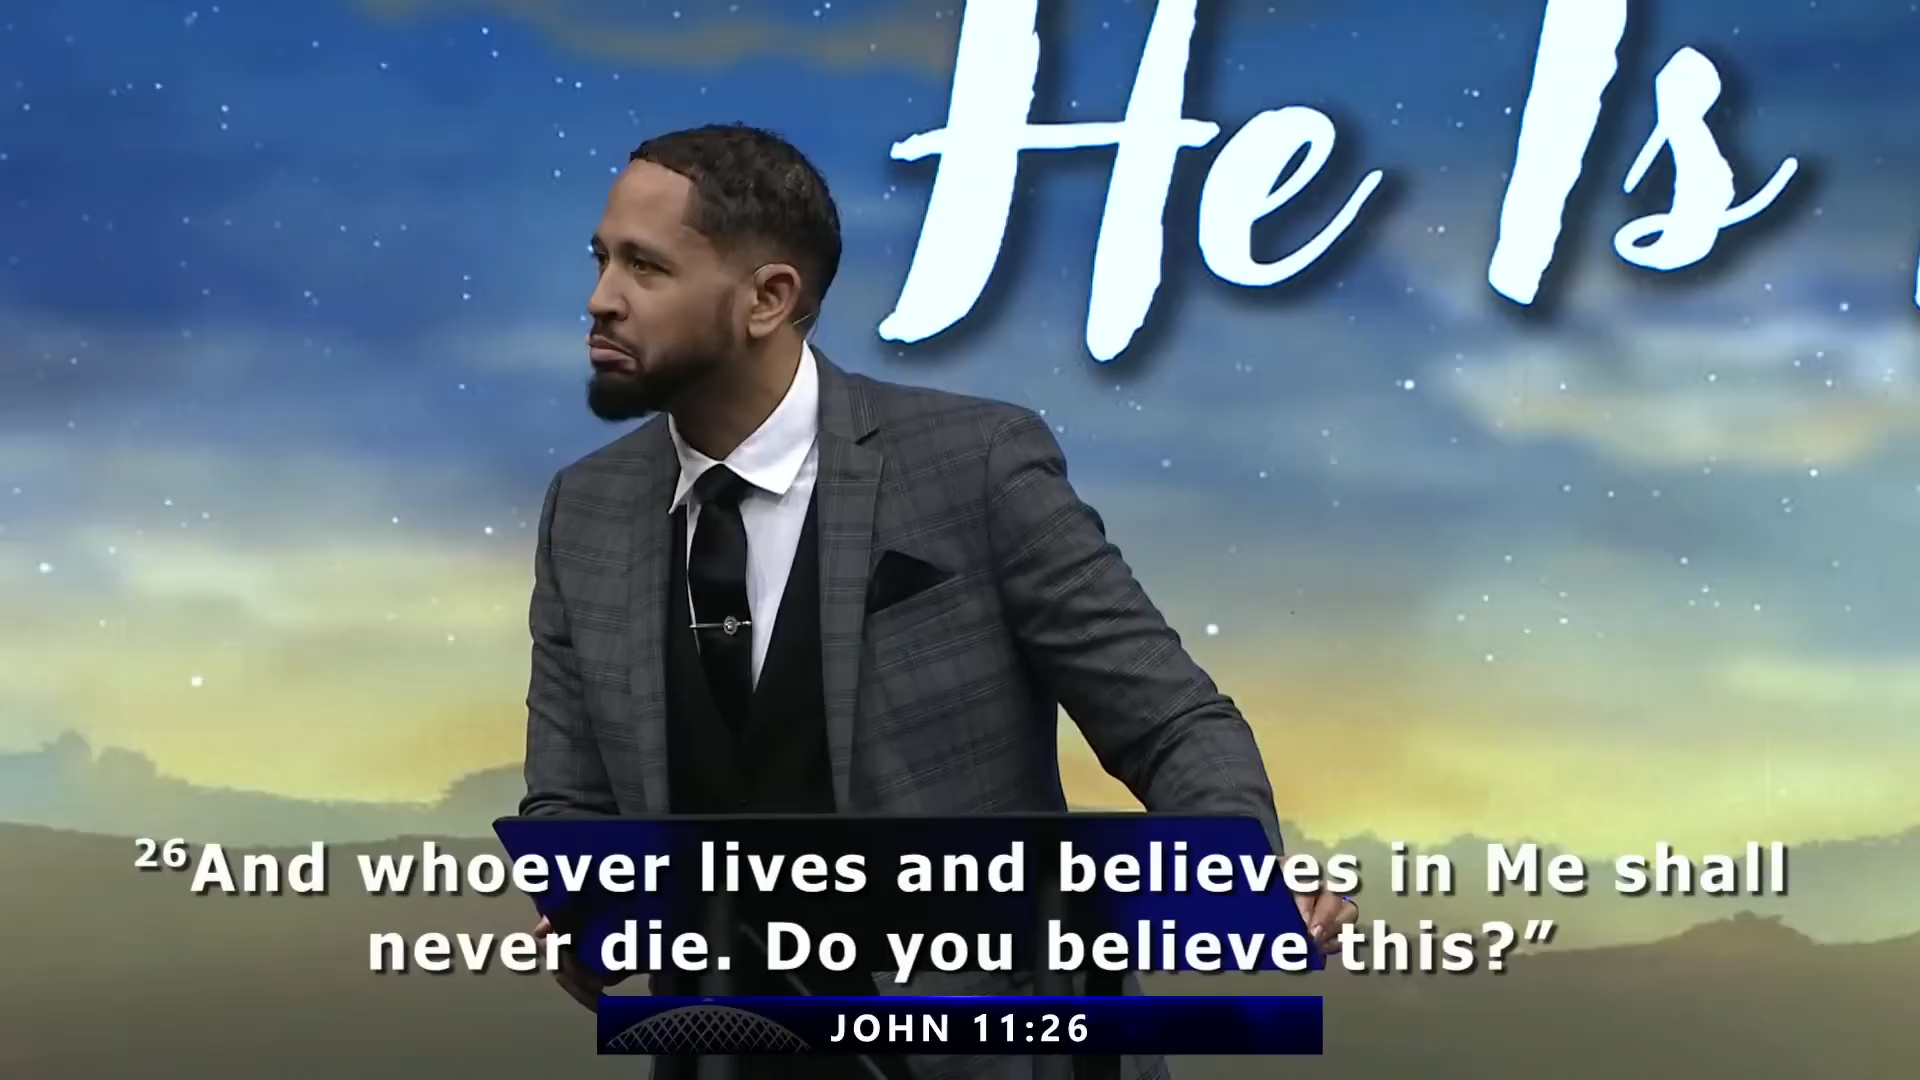 He Is
26And whoever lives and believes in Me shall
never die. Do you believe this?”
JOHN 11:26